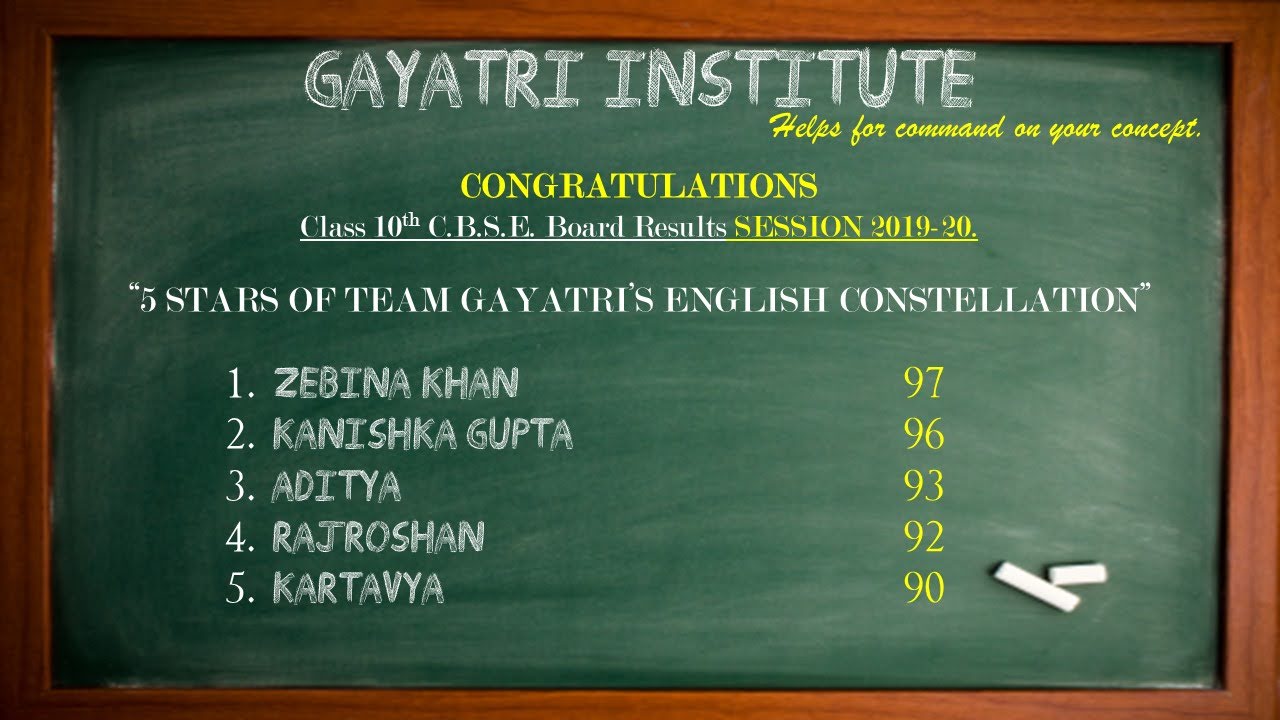 GAYATRI INSTITUTE
Helps for command on your concept.
CONGRATULATIONS
Class 10th C.B.S.E. Board Results SESSION 2019-20.
“5 STARS OF TEAM GAYATRI’S ENGLISH CONSTELLATION”
1. ZEBINA KHAN 97
2. KANISHKA GUPTA 96
3. ADITYA 93
4. RAJROSHAN 92
5. KARTAVYA 90